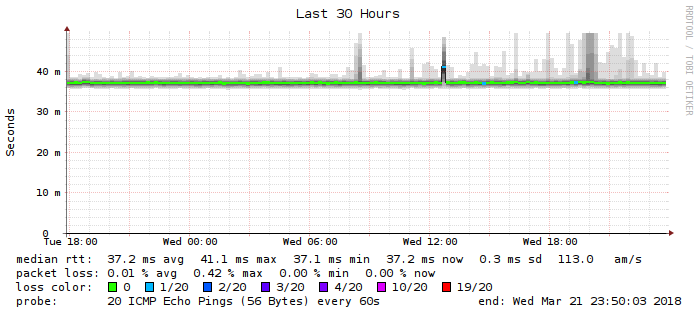 Last 30 Hours
RRDTOOL / TOBI OETIKER
Seconds
40 m
30 m
20 m
10 m
0
Tue 18:00 Wed 00:00 Wed 06:00 Wed 12:00 Wed 18:00
median rtt: 37.2 ms avg 41.1 ms max 37.1 ms min 37.2 ms now 0.3 ms sd 113.0 am/s
packet loss: 0.01 % avg 0.42 % max 0.00 % min 0.00 % now
loss color: 0 1/20 2/20 3/20 4/20 10/20 19/20
probe: 20 ICMP Echo Pings (56 Bytes) every 60s end: Wed Mar 21 23:50:03 2018